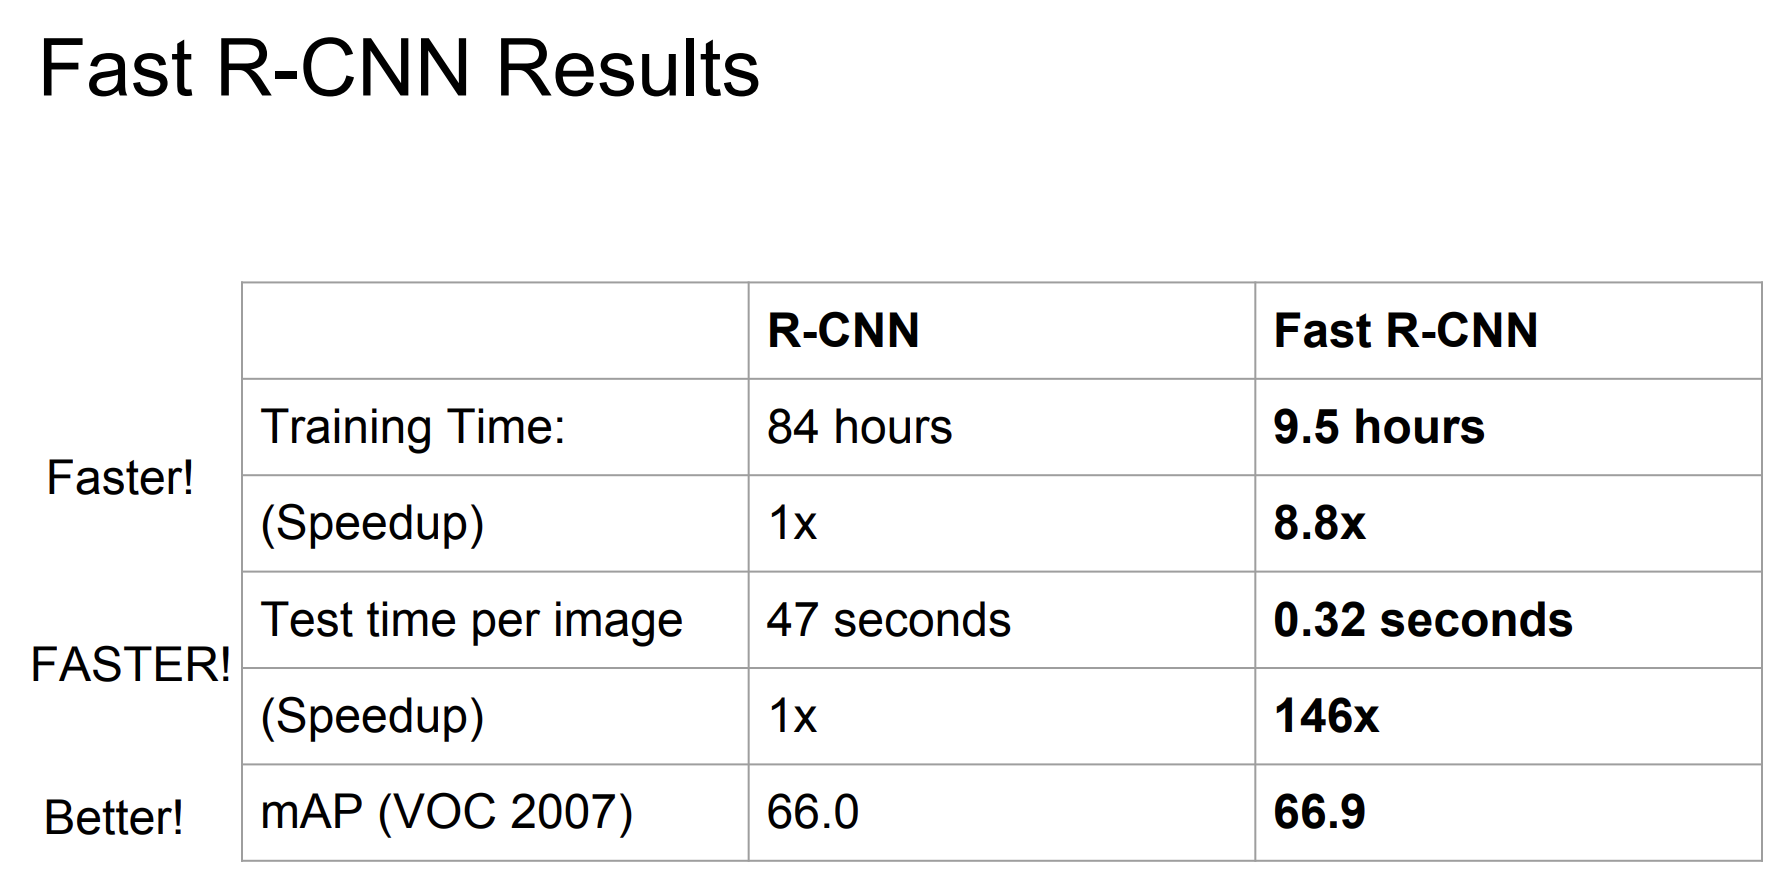 Fast R-CNN Results
R-CNN Fast R-CNN
Faster!
Training Time: 84 hours 9.5 hours
(Speedup) 1x 8.8x
FASTER!
Test time per image 47 seconds 0.32 seconds
(Speedup) 1x 146x
Better!
mAP (VOC 2007) 66.0 66.9